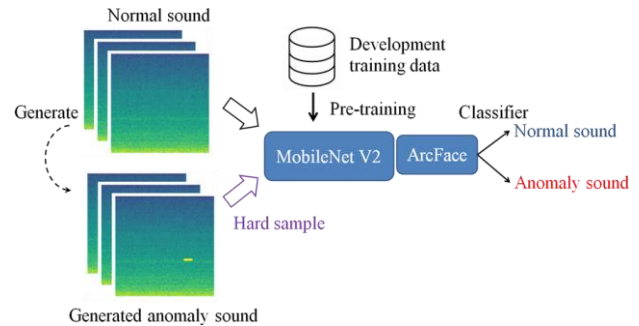 Normal sound
Development
training data
Generate
Pre-training
Classifier
Normal sound
MobileNet V2
ArcFace
Anomaly sound
Hard sample
Generated anomaly sound